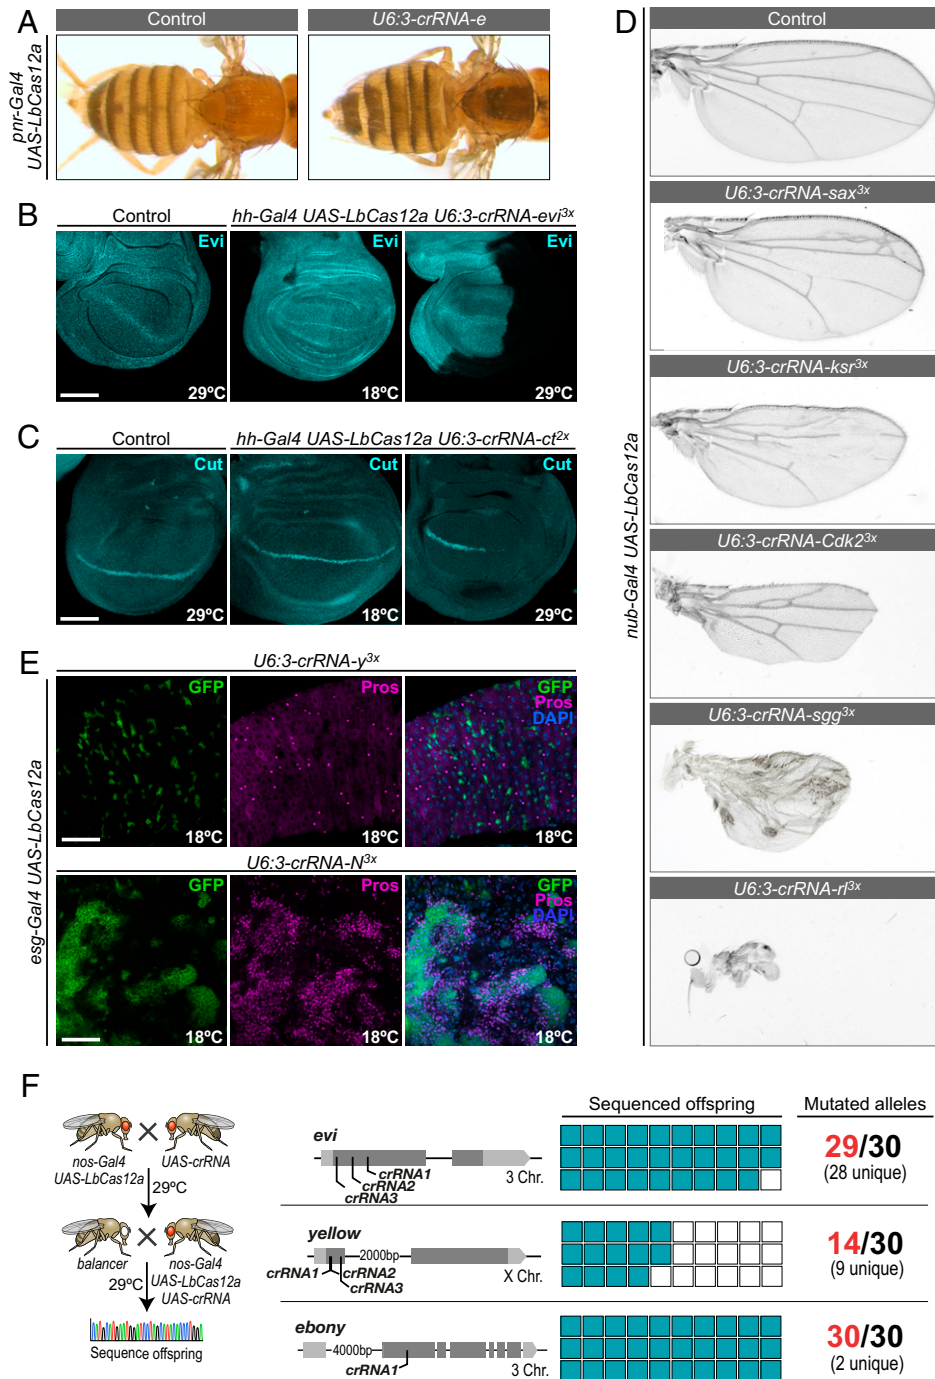 A
Control
U6:3-crRNA-e
pnr-Gal4
UAS-LbCas12a
B
Control
hh-Gal4 UAS-LbCas12a U6:3-crRNA-evi3x
Evi
29ºC
Evi
18ºC
Evi
29ºC
C
Control
hh-Gal4 UAS-LbCas12a U6:3-crRNA-ct2x
Cut
29ºC
Cut
18ºC
Cut
29ºC
D
nub-Gal4 UAS-LbCas12a
Control
U6:3-crRNA-sax3x
U6:3-crRNA-ksr3x
U6:3-crRNA-Cdk23x
U6:3-crRNA-sgg3x
U6:3-crRNA-rl3x
E
esg-Gal4 UAS-LbCas12a
U6:3-crRNA-y3x
GFP
18ºC
Pros
18ºC
GFP
Pros
DAPI
18ºC
U6:3-crRNA-N3x
GFP
18ºC
Pros
18ºC
GFP
Pros
DAPI
18ºC
F
nos-Gal4
UAS-LbCas12a
UAS-crRNA
29ºC
balancer
nos-Gal4
UAS-LbCas12a
UAS-crRNA
29ºC
Sequence offspring
Sequenced offspring
Mutated alleles
evi
crRNA1
crRNA2
crRNA3
3 Chr.
29/30
(28 unique)
yellow
2000bp
crRNA1
crRNA2
crRNA3
X Chr.
14/30
(9 unique)
ebony
4000bp
crRNA1
3 Chr.
30/30
(2 unique)